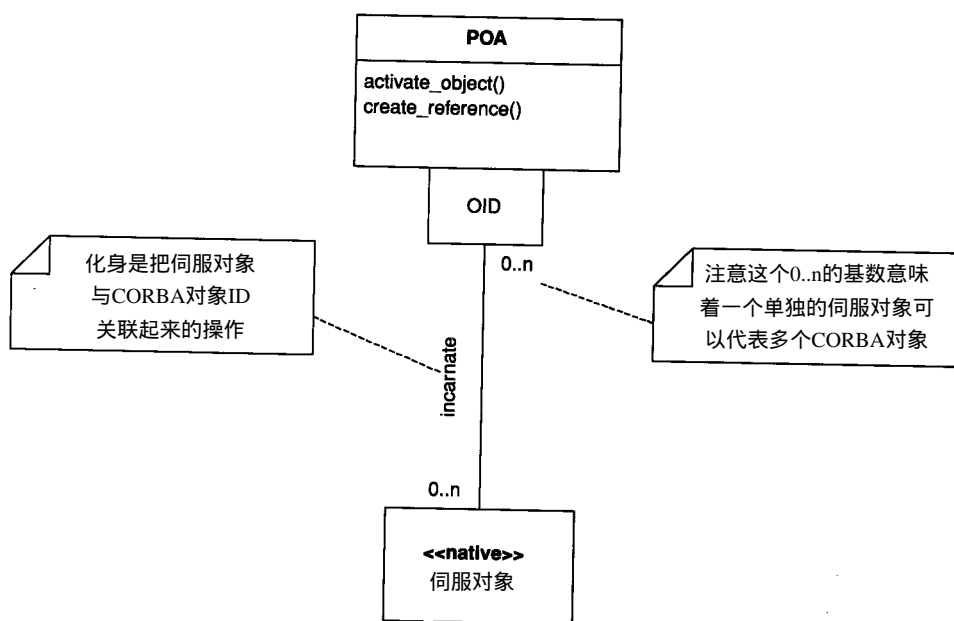 POA
activate_object()
create_reference()
OID
0..n
化身是把伺服对象
与CORBA对象ID
关联起来的操作
注意这个0..n的基数意味
着一个单独的伺服对象可
以代表多个CORBA对象
incarnate
0..n
<<native>>
伺服对象